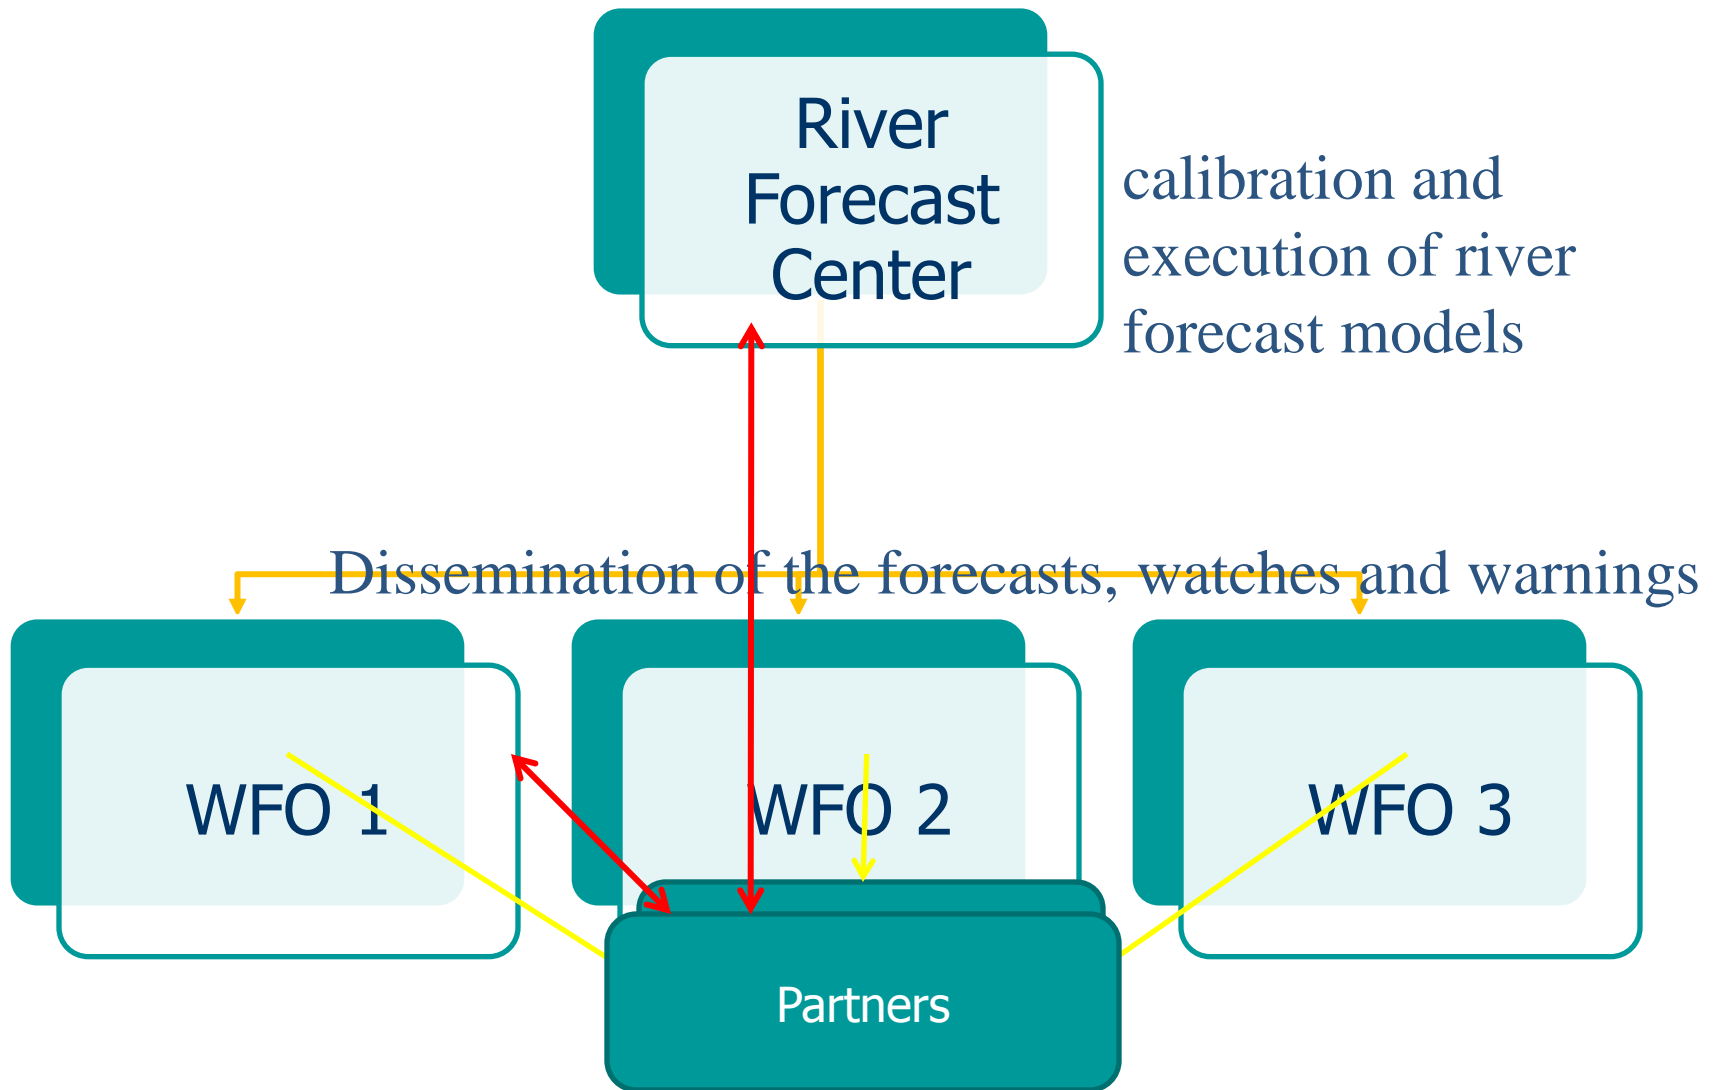 River
Forecast
Center
calibration and
execution of river
forecast models
Dissemination of the forecasts, watches and warnings
WFO 1
WFO 2
WFO 3
Partners